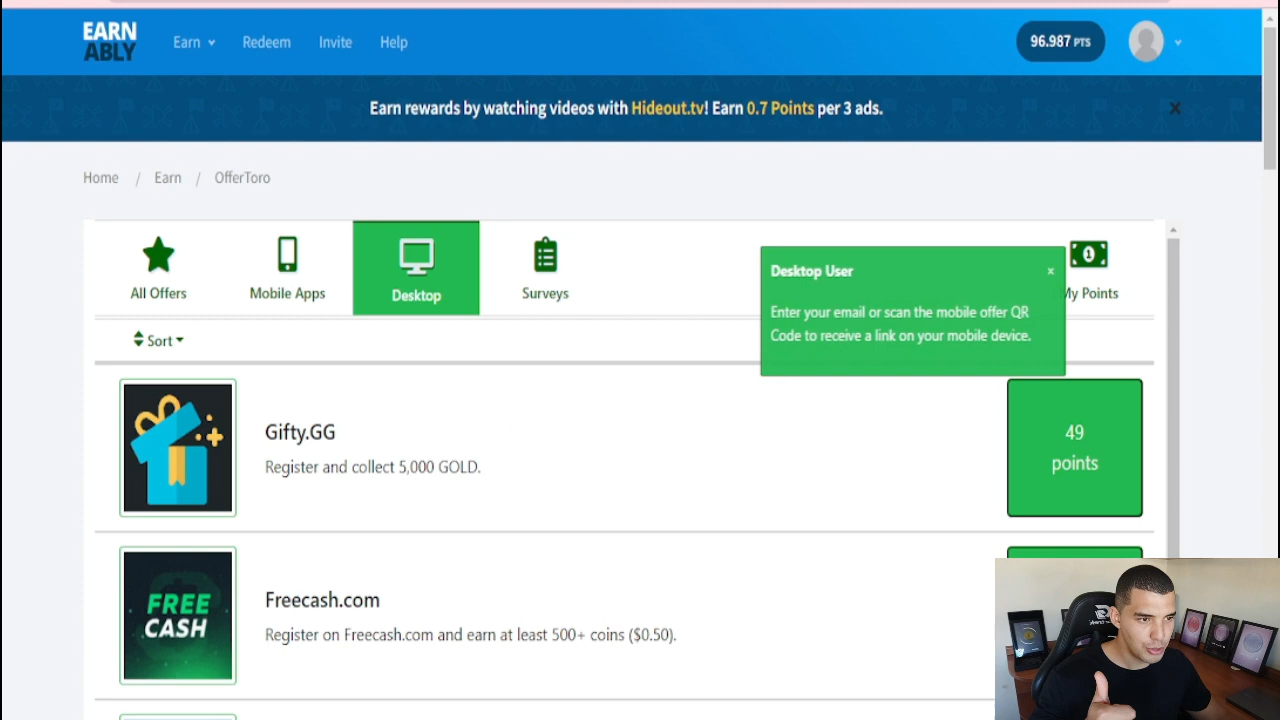 EARN
ABLY
Earn
Redeem
Invite
Help
96.987 PTS
Earn rewards by watching videos with Hideout.tv! Earn 0.7 Points per 3 ads.
Home / Earn / OfferToro
All Offers
Mobile Apps
Desktop
Surveys
My Points
Desktop User
Enter your email or scan the mobile offer QR
Code to receive a link on your mobile device.
Sort
Gifty.GG
Register and collect 5,000 GOLD.
49
points
FREE
CASH
Freecash.com
Register on Freecash.com and earn at least 500+ coins ($0.50).